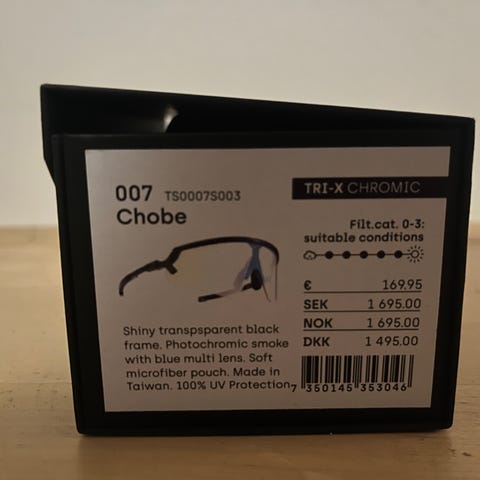 007 TS0007S003
Chobe
TRI-X CHROMIC
Filt.cat. 0-3:
suitable conditions
€ 169.95
SEK 1 695.00
NOK 1 695.00
DKK 1 495.00
Shiny transpsparent black
frame. Photochromic smoke
with blue multi lens. Soft
microfiber pouch. Made in
Taiwan. 100% UV Protection
7 350145 353046